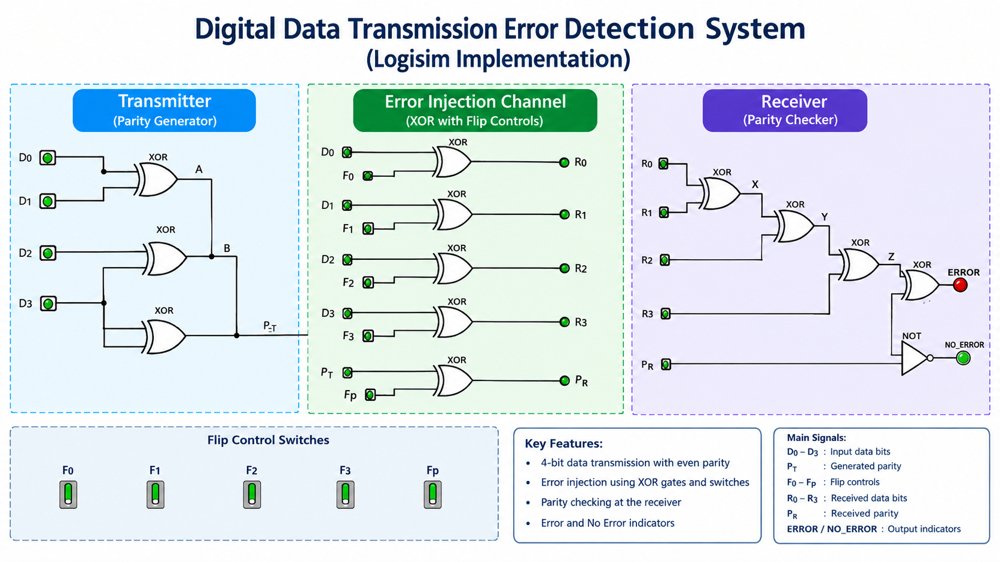 Digital Data Transmission Error Detection System
(Logisim Implementation)
Transmitter
(Parity Generator)
D0
XOR
A
D1
XOR
D2
B
D3
XOR
P_T
Error Injection Channel
(XOR with Flip Controls)
D0
XOR
R0
F0
D1
XOR
R1
F1
D2
XOR
R2
F2
D3
XOR
R3
F3
PT
XOR
PR
Fp
Receiver
(Parity Checker)
R0
XOR
X
R1
XOR
Y
R2
XOR
Z
XOR
ERROR
R3
NOT
NO_ERROR
PR
Flip Control Switches
F0 F1 F2 F3 Fp
Key Features:
• 4-bit data transmission with even parity
• Error injection using XOR gates and switches
• Parity checking at the receiver
• Error and No Error indicators
Main Signals:
D0 – D3 : Input data bits
PT : Generated parity
F0 – Fp : Flip controls
R0 – R3 : Received data bits
PR : Received parity
ERROR / NO_ERROR : Output indicators